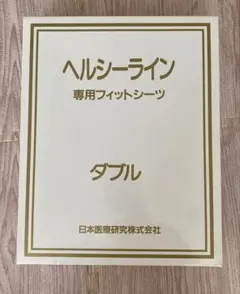 ヘルシーライン
専用フィットシーツ
ダブル
日本医療研究株式会社